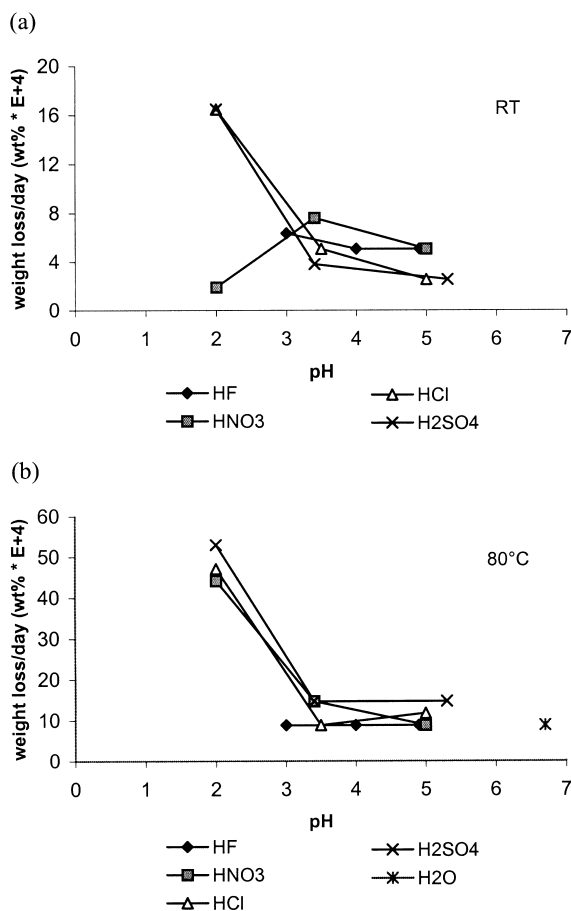 (a)
weight loss/day (wt% * E+4)
20
16
12
8
4
0
RT
0 1 2 3 4 5 6 7
pH
HF HCl
HNO3 H2SO4
(b)
weight loss/day (wt% * E+4)
60
50
40
30
20
10
0
80°C
0 1 2 3 4 5 6 7
pH
HF H2SO4
HNO3 H2O
HCl